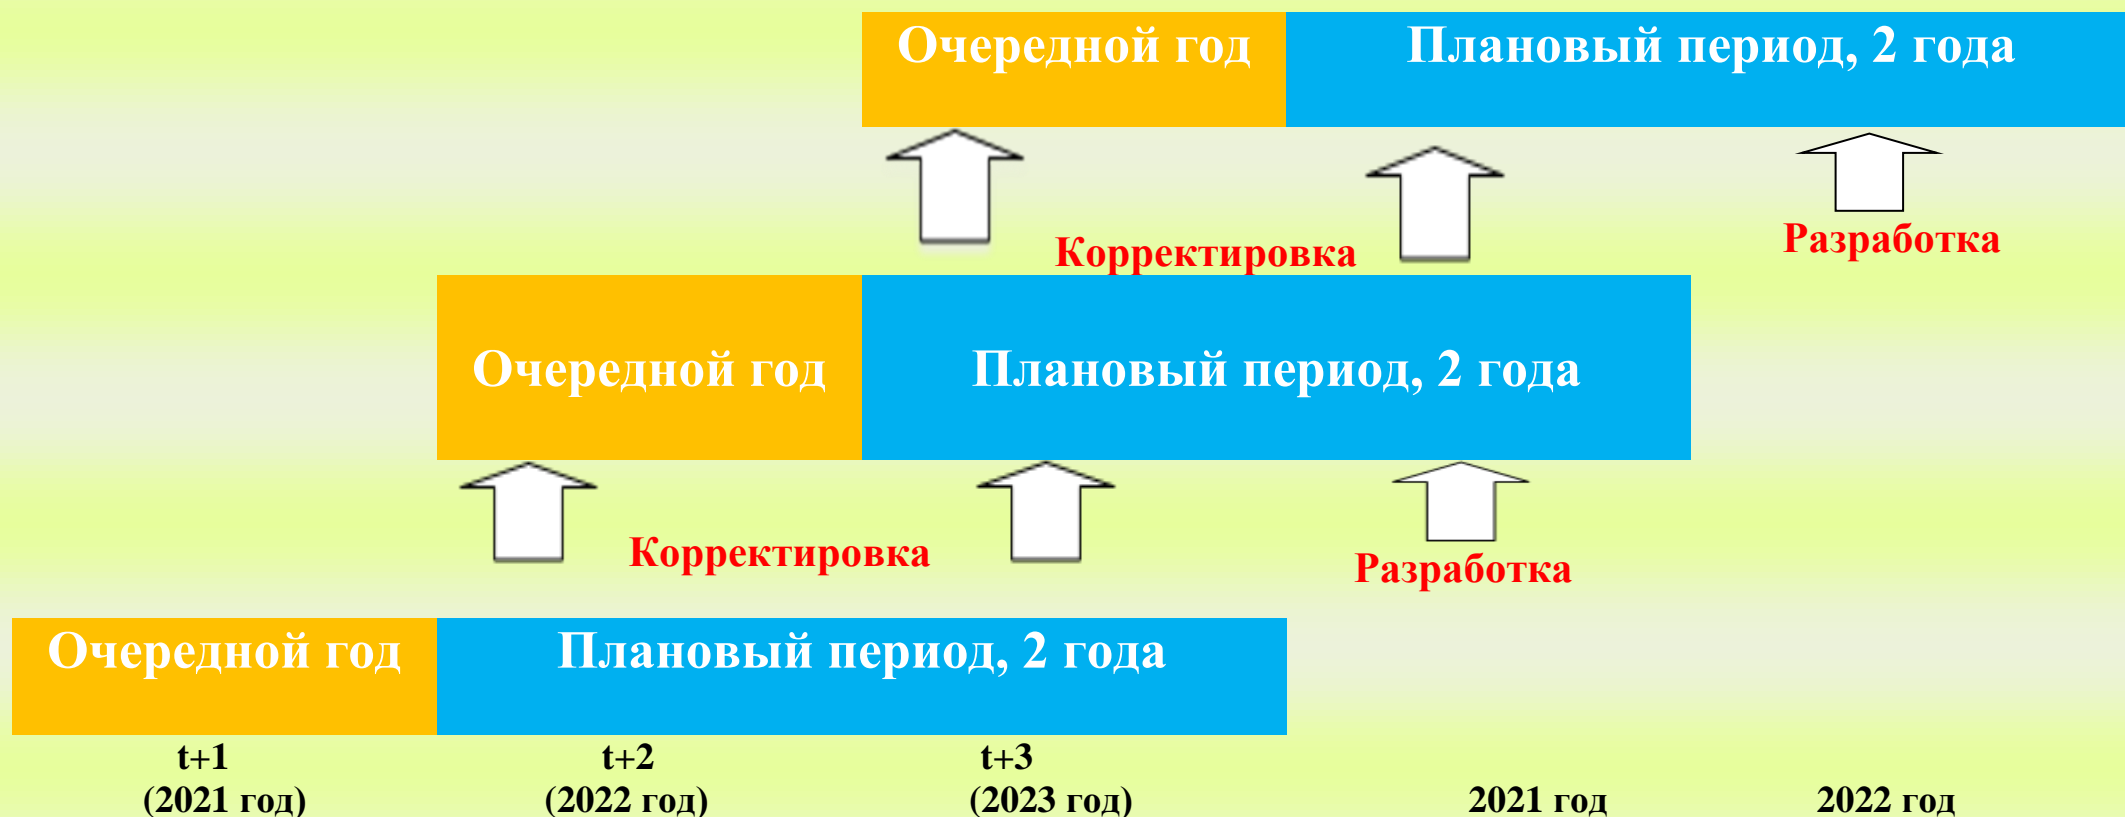 Очередной год
Плановый период, 2 года
Разработка
Корректировка
Очередной год
Плановый период, 2 года
Корректировка
Разработка
Очередной год
Плановый период, 2 года
t+1
t+2
t+3
(2021 год)
(2022 год)
(2023 год)
2021 год
2022 год